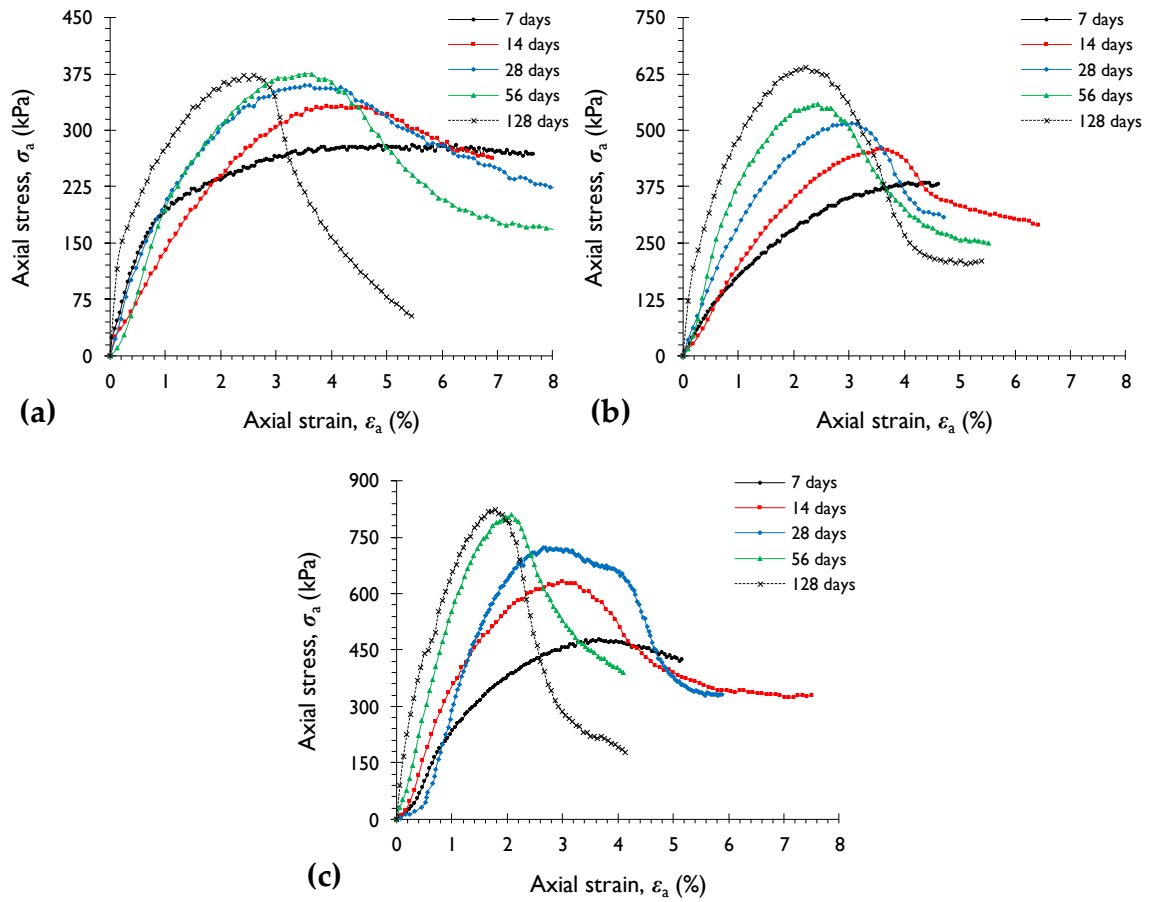 450
375
300
225
150
75
0
Axial stress, σa (kPa)
0 1 2 3 4 5 6 7 8
Axial strain, εa (%)
7 days
14 days
28 days
56 days
128 days
(a)
750
625
500
375
250
125
0
Axial stress, σa (kPa)
0 1 2 3 4 5 6 7 8
Axial strain, εa (%)
7 days
14 days
28 days
56 days
128 days
(b)
900
750
600
450
300
150
0
Axial stress, σa (kPa)
0 1 2 3 4 5 6 7 8
Axial strain, εa (%)
7 days
14 days
28 days
56 days
128 days
(c)